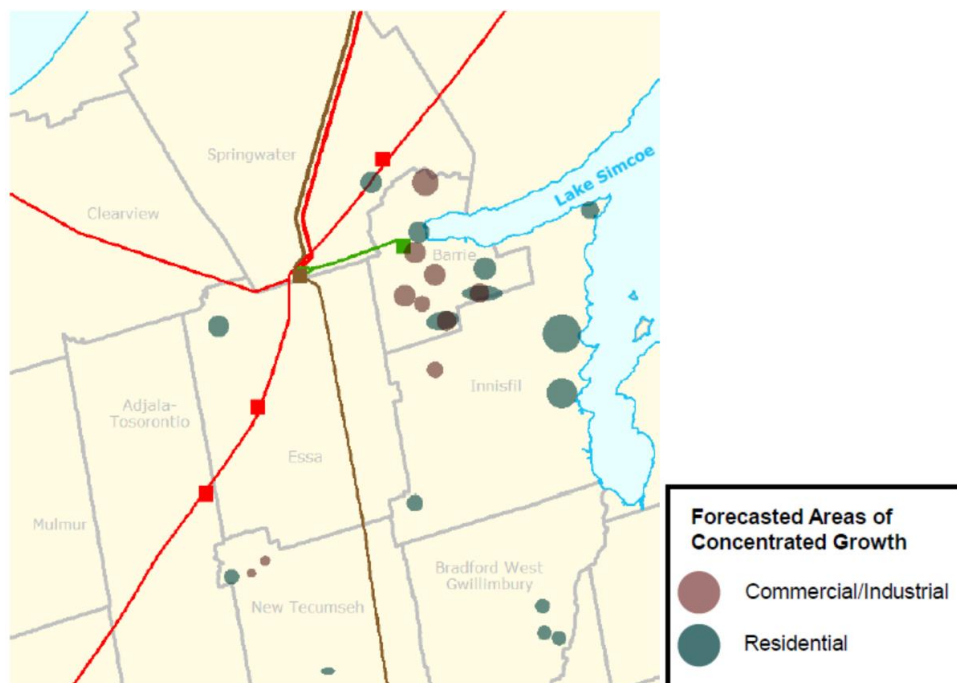 Springwater
Lake Simcoe
Clearview
Barrie
Innisfil
Adjala-
Tosorontio
Essa
Mulmur
Bradford West
Gwillimbury
New Tecumseh
Forecasted Areas of
Concentrated Growth
Commercial/Industrial
Residential